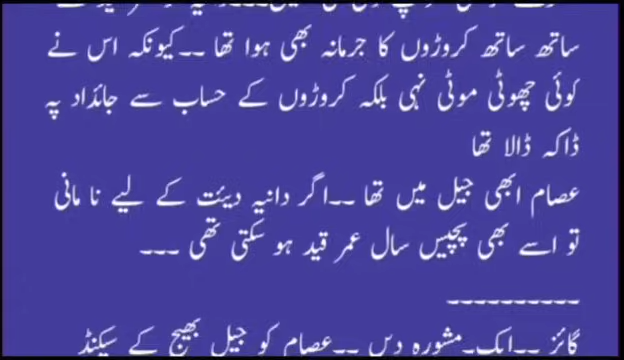 ساتھ ساتھ کروڑوں کا جرمانہ بھی ہوا تھا ۔۔کیونکہ اس نے
کوئی چھوٹی موٹی نہی بلکہ کروڑوں کے حساب سے جائداد پہ
ڈاکہ ڈالا تھا
عصام ابھی جیل میں تھا ۔۔اگر دانیہ دیئت کے لیے نا مانی
تو اسے بھی پچیس سال عمر قید ہو سکتی تھی ۔۔۔
۔۔۔۔۔۔۔۔۔۔
گائز ۔۔ایک۔مشورہ دیں ۔۔عصام کو جیل بھیج کے سیکنڈ